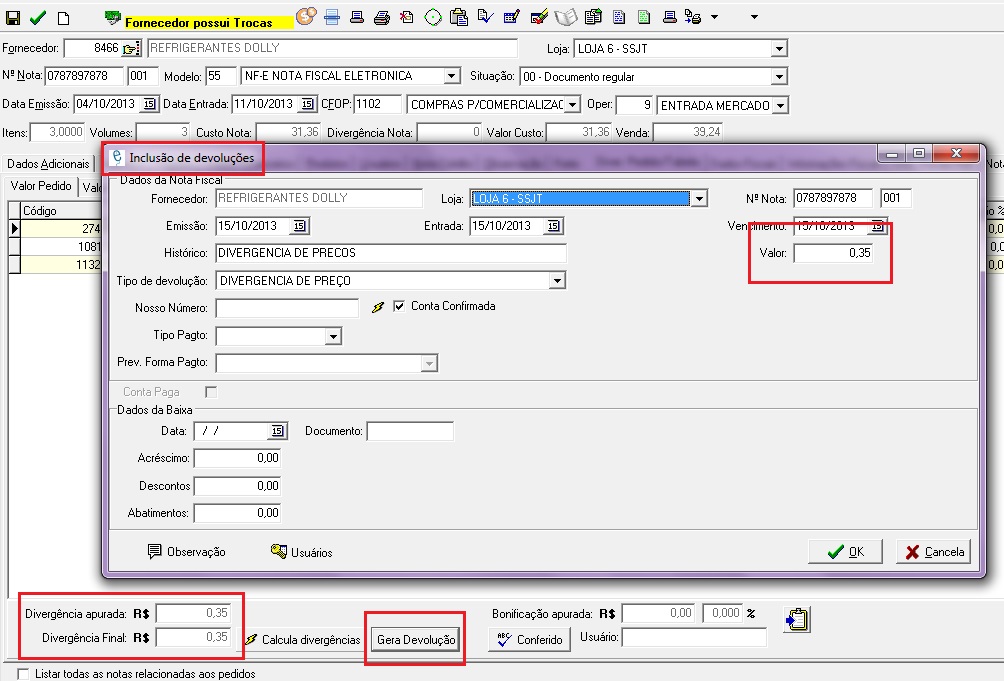 Fornecedor possui Trocas
Fornecedor: 8466 REFRIGERANTES DOLLY Loja: LOJA 6 - SSJT
Nº Nota: 0787897878 001 Modelo: 55 NF-E NOTA FISCAL ELETRONICA Situação: 00 - Documento regular
Data Emissão: 04/10/2013 15 Data Entrada: 11/10/2013 15 CFOP: 1102 COMPRAS P/COMERCIALIZAC Oper: 9 ENTRADA MERCADO
Itens: 3,0000 Volumes: 3 Custo Nota: 31,36 Divergência Nota: 0 Valor Custo: 31,36 Venda: 39,24
Dados Adicionais
Valor Pedido
Código
274
1081
1132
Inclusão de devoluções
Dados da Nota Fiscal
Fornecedor: REFRIGERANTES DOLLY Loja: LOJA 6 - SSJT Nº Nota: 0787897878 001
Emissão: 15/10/2013 15 Entrada: 15/10/2013 15 Vencimento: 15/10/2013 15
Histórico: DIVERGENCIA DE PRECOS Valor: 0,35
Tipo de devolução: DIVERGENCIA DE PREÇO
Nosso Número: Conta Confirmada
Tipo Pagto:
Prev. Forma Pagto:
Conta Paga
Dados da Baixa
Data: / / 15 Documento:
Acréscimo: 0,00
Descontos 0,00
Abatimentos: 0,00
Observação Usuários OK Cancela
Divergência apurada: R$ 0,35 Bonificação apurada: R$ 0,00 0,000 %
Divergência Final: R$ 0,35 Calcula divergências Gera Devolução ABC Conferido Usuário:
Listar todas as notas relacionadas aos pedidos